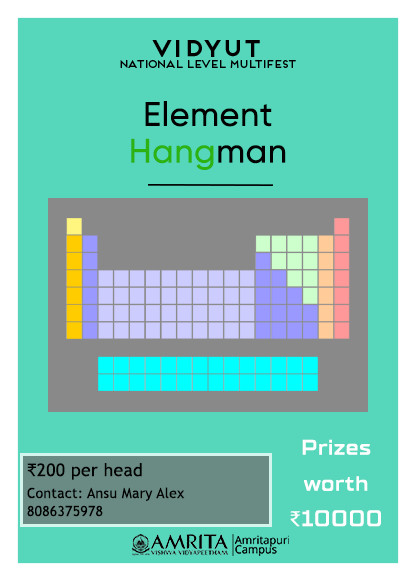 VIDYUT
NATIONAL LEVEL MULTIFEST
Element
Hangman
₹200 per head
Contact: Ansu Mary Alex
8086375978
Prizes
worth
₹10000
AMRITA
VISHWA VIDYAPEETHAM
Amritapuri
Campus